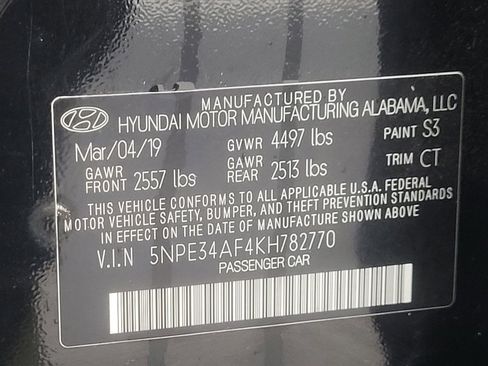 MANUFACTURED BY
HYUNDAI MOTOR MANUFACTURING ALABAMA, LLC
Mar/04/19 GVWR 4497 lbs PAINT S3
GAWR FRONT 2557 lbs GAWR REAR 2513 lbs TRIM CT
THIS VEHICLE CONFORMS TO ALL APPLICABLE U.S.A. FEDERAL
MOTOR VEHICLE SAFETY, BUMPER, AND THEFT PREVENTION STANDARDS
IN EFFECT ON THE DATE OF MANUFACTURE SHOWN ABOVE
V.I.N 5NPE34AF4KH782770
PASSENGER CAR